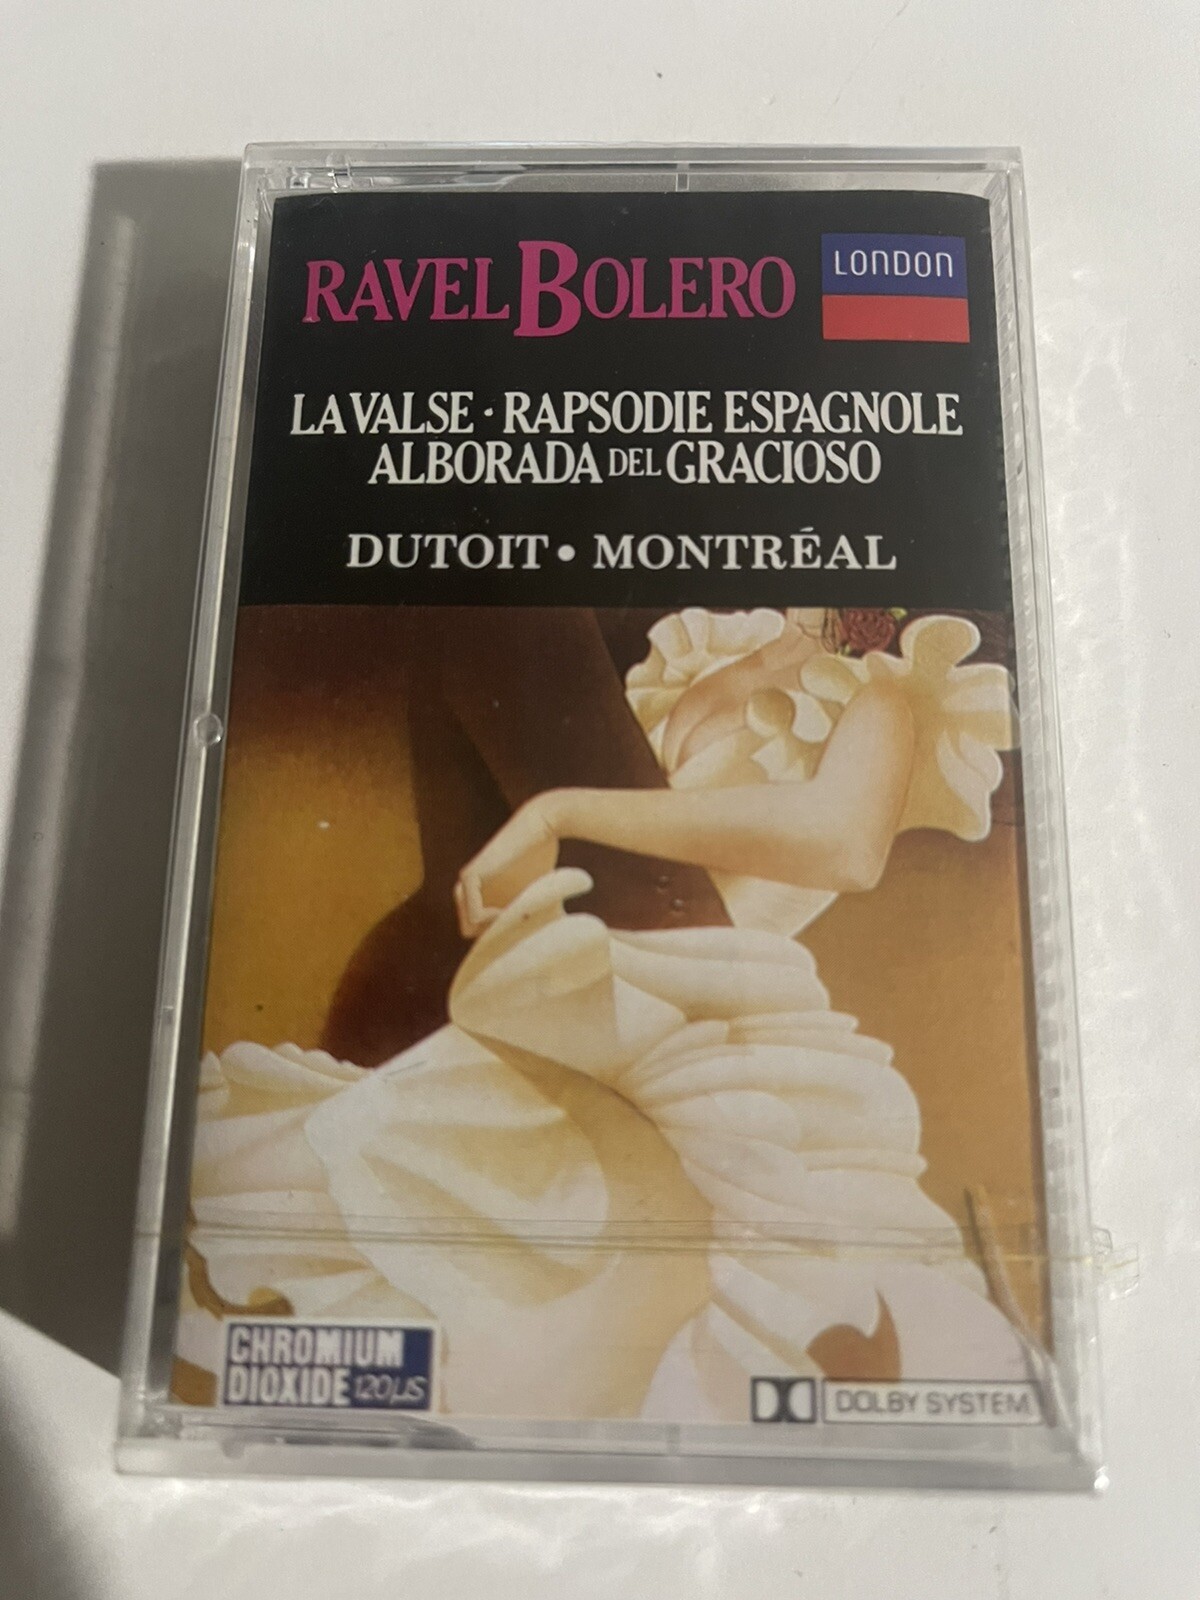 RAVEL BOLERO
LONDON
LA VALSE · RAPSODIE ESPAGNOLE
ALBORADA DEL GRACIOSO
DUTOIT • MONTRÉAL
CHROMIUM
DIOXIDE 120µS
DOLBY SYSTEM